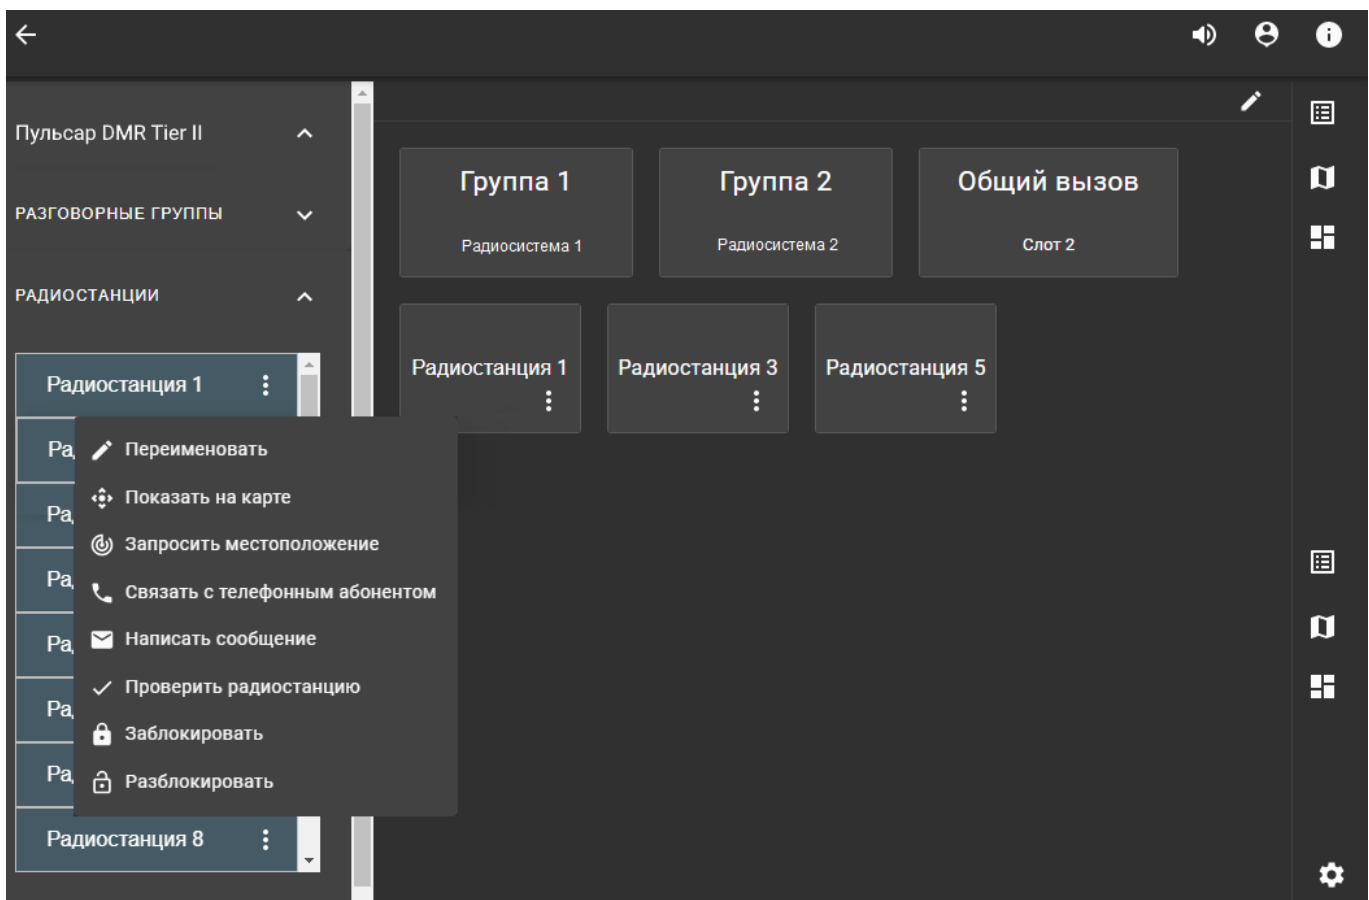 Пульсар DMR Tier II
РАЗГОВОРНЫЕ ГРУППЫ
РАДИОСТАНЦИИ
Радиостанция 1
Переименовать
Показать на карте
Запросить местоположение
Связать с телефонным абонентом
Написать сообщение
Проверить радиостанцию
Заблокировать
Разблокировать
Радиостанция 8
Группа 1
Радиосистема 1
Группа 2
Радиосистема 2
Общий вызов
Слот 2
Радиостанция 1
Радиостанция 3
Радиостанция 5